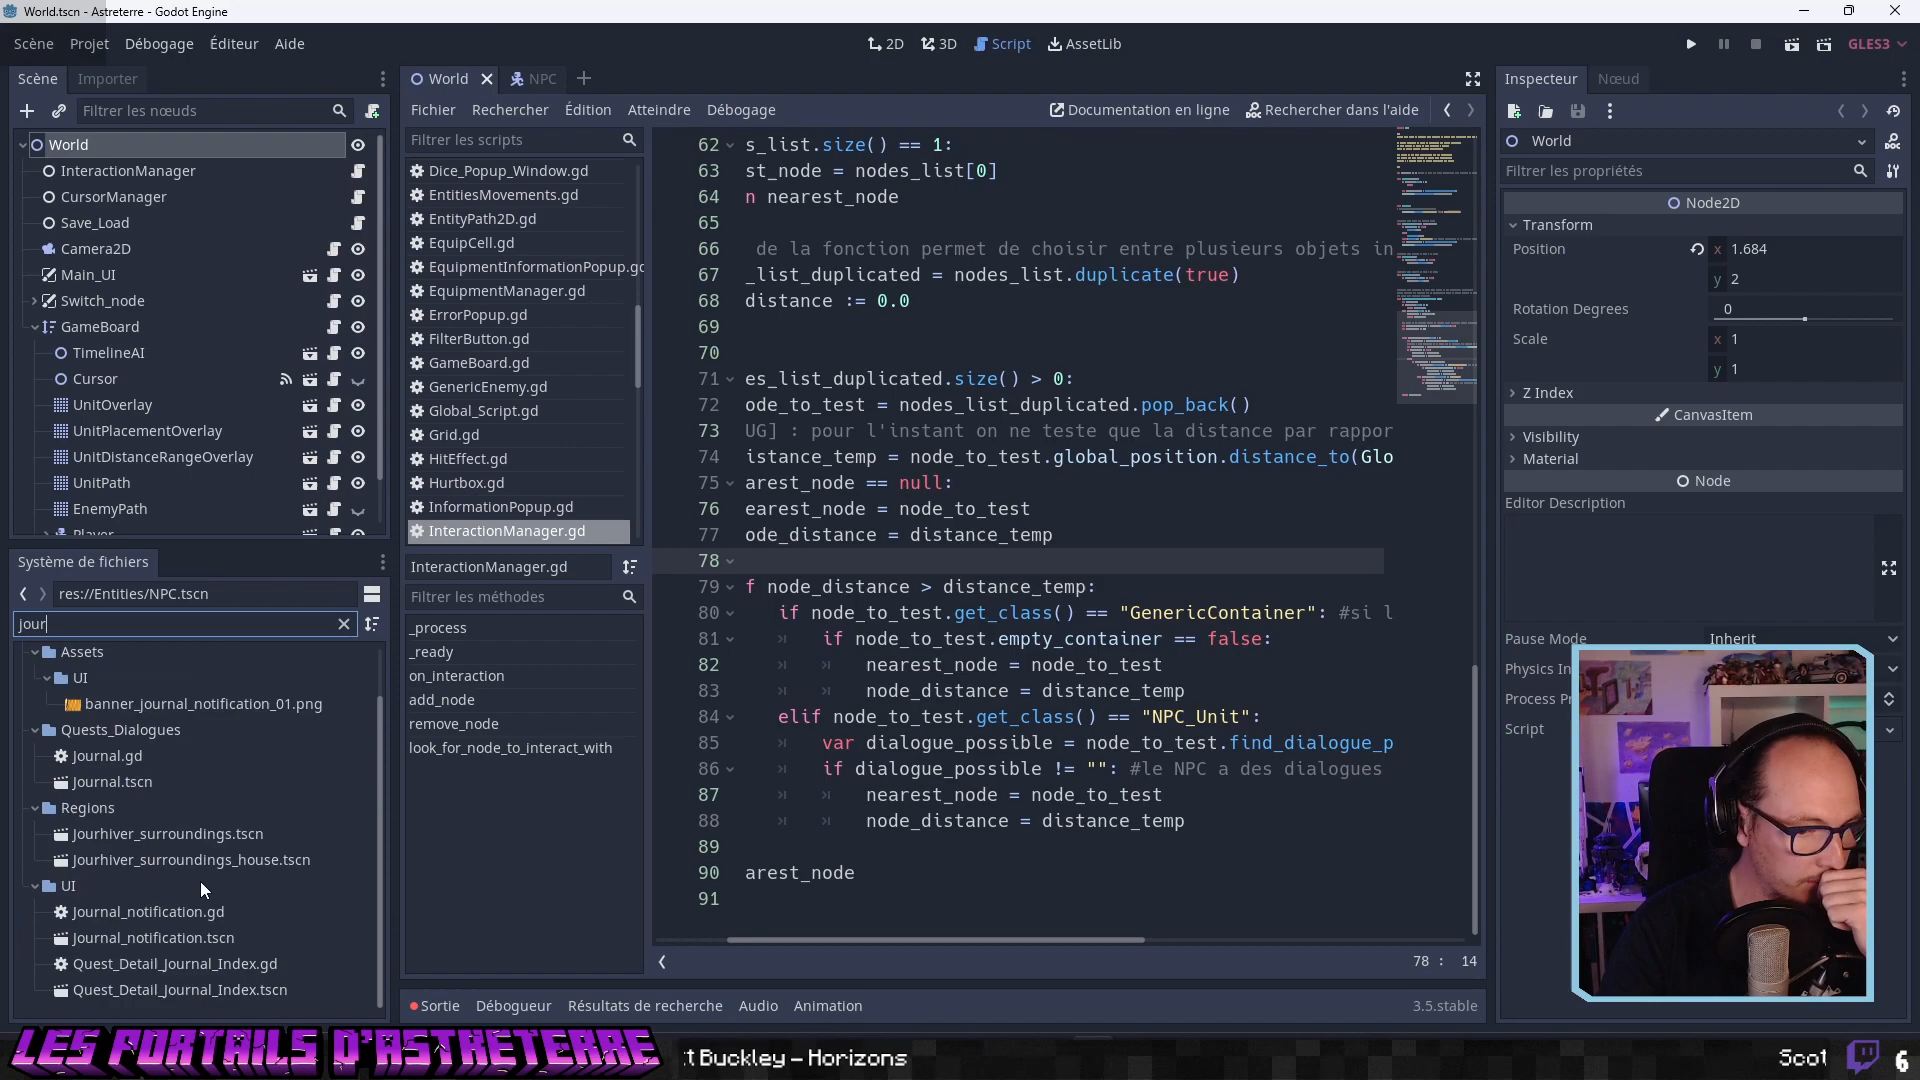 World.tscn - Astreterre - Godot Engine
Scène Projet Débogage Éditeur Aide
2D 3D Script AssetLib
GLES3
Scène Importer
Filtrer les nœuds
World
InteractionManager
CursorManager
Save_Load
Camera2D
Main_UI
Switch_node
GameBoard
TimelineAI
Cursor
UnitOverlay
UnitPlacementOverlay
UnitDistanceRangeOverlay
UnitPath
EnemyPath
Player
Système de fichiers
res://Entities/NPC.tscn
jour
Assets
UI
banner_journal_notification_01.png
Quests_Dialogues
Journal.gd
Journal.tscn
Regions
Jourhiver_surroundings.tscn
Jourhiver_surroundings_house.tscn
UI
Journal_notification.gd
Journal_notification.tscn
Quest_Detail_Journal_Index.gd
Quest_Detail_Journal_Index.tscn
World NPC
Fichier Rechercher Édition Atteindre Débogage
Documentation en ligne Rechercher dans l'aide
Filtrer les scripts
Dice_Popup_Window.gd
EntitiesMovements.gd
EntityPath2D.gd
EquipCell.gd
EquipmentInformationPopup.gd
EquipmentManager.gd
ErrorPopup.gd
FilterButton.gd
GameBoard.gd
GenericEnemy.gd
Global_Script.gd
Grid.gd
HitEffect.gd
Hurtbox.gd
InformationPopup.gd
InteractionManager.gd
InteractionManager.gd
Filtrer les méthodes
_process
_ready
on_interaction
add_node
remove_node
look_for_node_to_interact_with
62 s_list.size() == 1:
63 st_node = nodes_list[0]
64 n nearest_node
65
66 de la fonction permet de choisir entre plusieurs objets in
67 _list_duplicated = nodes_list.duplicate(true)
68 distance := 0.0
69
70
71 es_list_duplicated.size() > 0:
72 ode_to_test = nodes_list_duplicated.pop_back()
73 UG] : pour l'instant on ne teste que la distance par rappor
74 istance_temp = node_to_test.global_position.distance_to(Glo
75 arest_node == null:
76 earest_node = node_to_test
77 ode_distance = distance_temp
78
79 f node_distance > distance_temp:
80 if node_to_test.get_class() == "GenericContainer": #si l
81 if node_to_test.empty_container == false:
82 nearest_node = node_to_test
83 node_distance = distance_temp
84 elif node_to_test.get_class() == "NPC_Unit":
85 var dialogue_possible = node_to_test.find_dialogue_p
86 if dialogue_possible != "": #le NPC a des dialogues
87 nearest_node = node_to_test
88 node_distance = distance_temp
89
90 arest_node
91
78 : 14
Sortie Débogueur Résultats de recherche Audio Animation
3.5.stable
Inspecteur Nœud
World
Filtrer les propriétés
Node2D
Transform
Position x 1.684
y 2
Rotation Degrees 0
Scale x 1
y 1
Z Index
CanvasItem
Visibility
Material
Node
Editor Description
Pause Mode Inherit
Physics In
Process Pr
Script
LES PORTAILS D'ASTRETERRE
t Buckley – Horizons
Scot
6